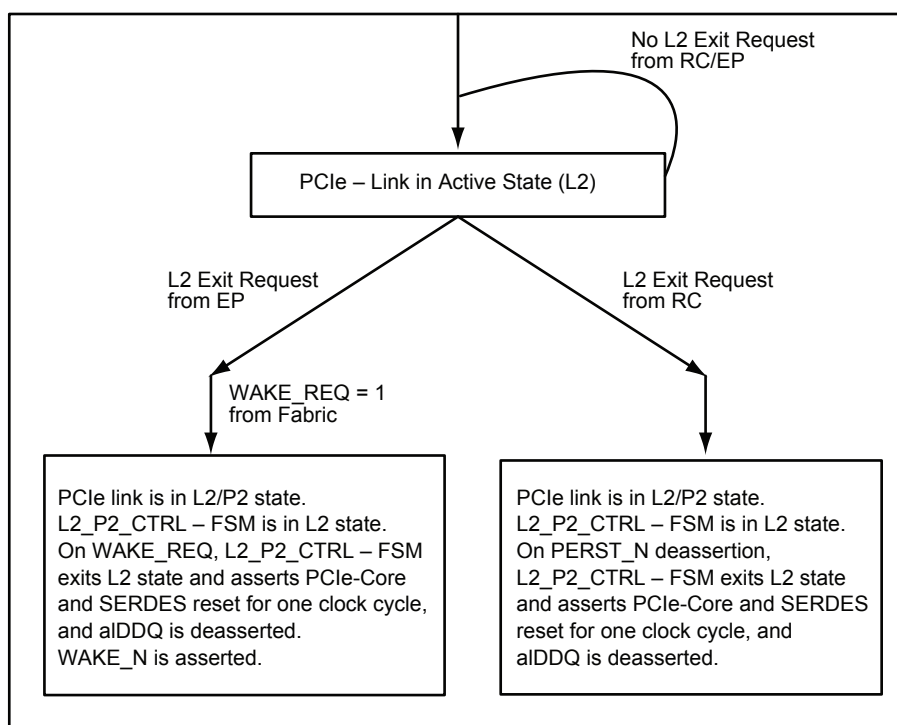 No L2 Exit Request
from RC/EP
PCIe – Link in Active State (L2)
L2 Exit Request
from EP
L2 Exit Request
from RC
WAKE_REQ = 1
from Fabric
PCIe link is in L2/P2 state.
L2_P2_CTRL – FSM is in L2 state.
On WAKE_REQ, L2_P2_CTRL – FSM
exits L2 state and asserts PCIe-Core
and SERDES reset for one clock cycle,
and aIDDQ is deasserted.
WAKE_N is asserted.
PCIe link is in L2/P2 state.
L2_P2_CTRL – FSM is in L2 state.
On PERST_N deassertion,
L2_P2_CTRL – FSM exits L2 state
and asserts PCIe-Core and SERDES
reset for one clock cycle, and
aIDDQ is deasserted.